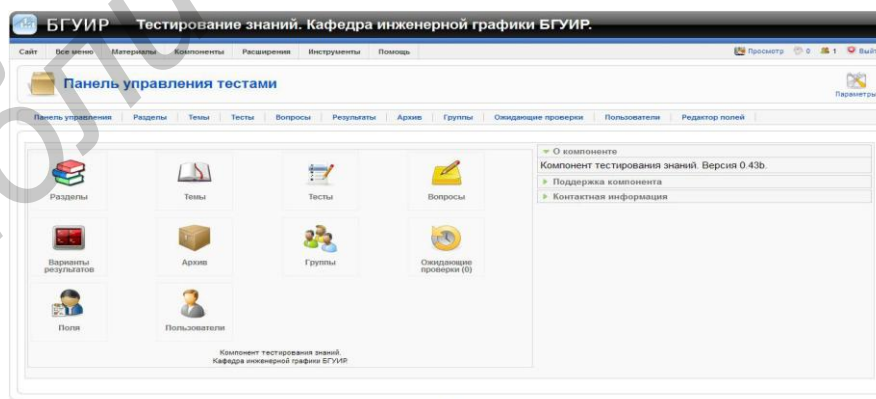 БГУИР Тестирование знаний. Кафедра инженерной графики БГУИР.
Сайт Все меню Материалы Компоненты Расширения Инструменты Помощь Просмотр 0 1 Выйт
Панель управления тестами
Параметры
Панель управления Разделы Темы Тесты Вопросы Результаты Архив Группы Ожидающие проверки Пользователи Редактор полей
О компоненте
Компонент тестирования знаний. Версия 0.43b.
Поддержка компонента
Контактная информация
Разделы Темы Тесты Вопросы
Варианты результатов Архив Группы Ожидающие проверки (0)
Поля Пользователи
Компонент тестирования знаний.
Кафедра инженерной графики БГУИР.